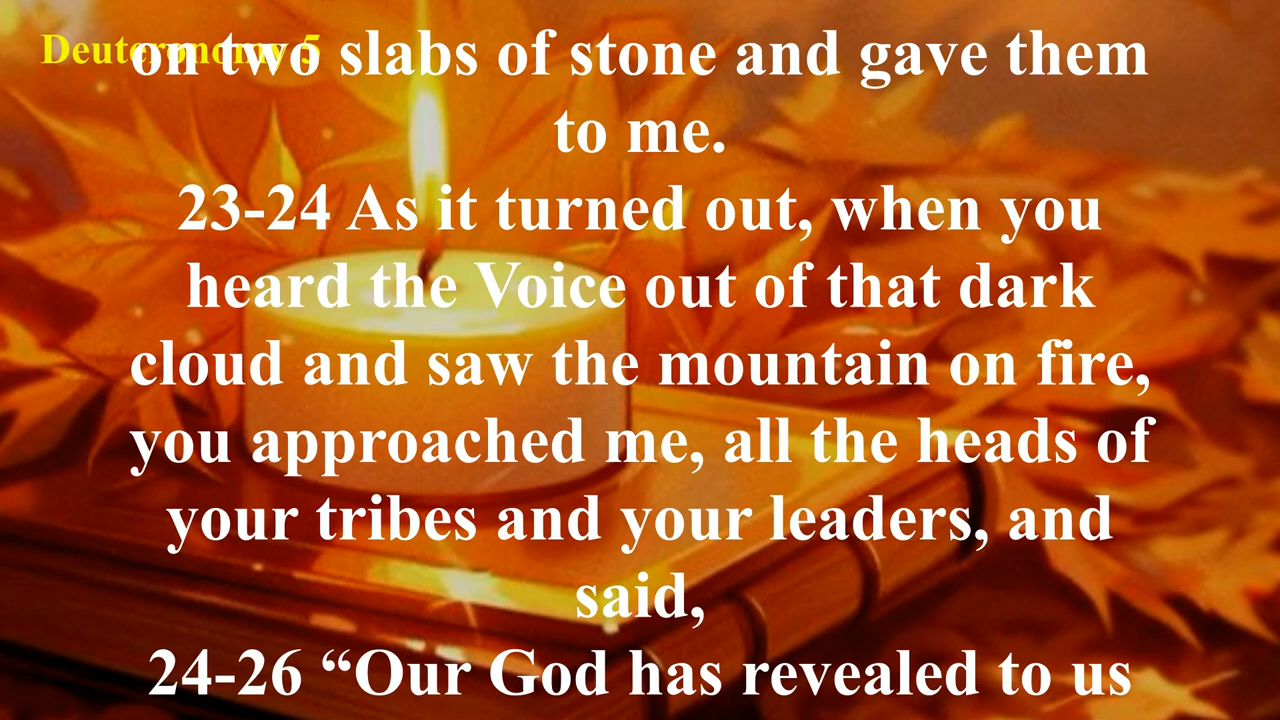 Deuteronomy 5
on two slabs of stone and gave them
to me.
23-24 As it turned out, when you
heard the Voice out of that dark
cloud and saw the mountain on fire,
you approached me, all the heads of
your tribes and your leaders, and
said,
24-26 “Our God has revealed to us